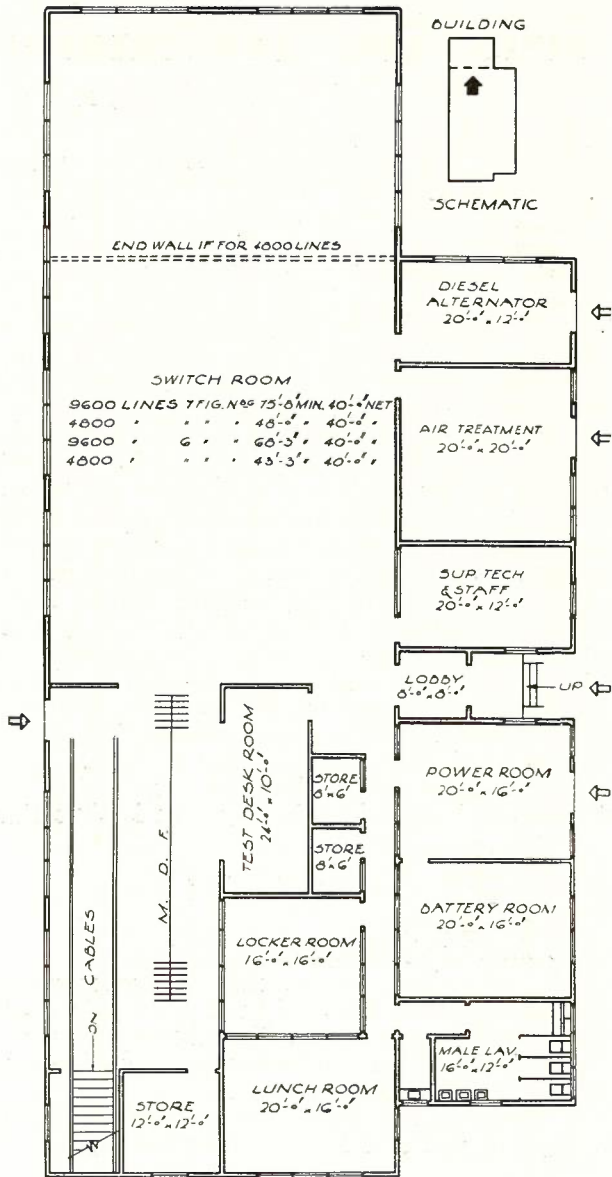 BUILDING
SCHEMATIC
END WALL IF FOR 4800 LINES
DIESEL
ALTERNATOR
20'-0" x 12'-0"
SWITCH ROOM
9600 LINES 7 FIG. Nos 75'-8" MIN. 40'-0" NET
4800 " " " " 48'-0" " 40'-0" "
9600 " 6 " " 68'-3" " 40'-0" "
4800 " " " " 43'-3" " 40'-0" "
AIR TREATMENT
20'-0" x 20'-0"
SUP. TECH
& STAFF
20'-0" x 12'-0"
LOBBY
8'-0" x 8'-0"
UP
TEST DESK ROOM
24'-0" x 10'-0"
STORE
8' x 6'
STORE
8' x 6'
POWER ROOM
20'-0" x 16'-0"
M. D. F.
CABLES
BATTERY ROOM
20'-0" x 16'-0"
LOCKER ROOM
16'-0" x 16'-0"
MALE LAV.
16'-0" x 12'-0"
LUNCH ROOM
20'-0" x 16'-0"
STORE
12'-0" x 12'-0"